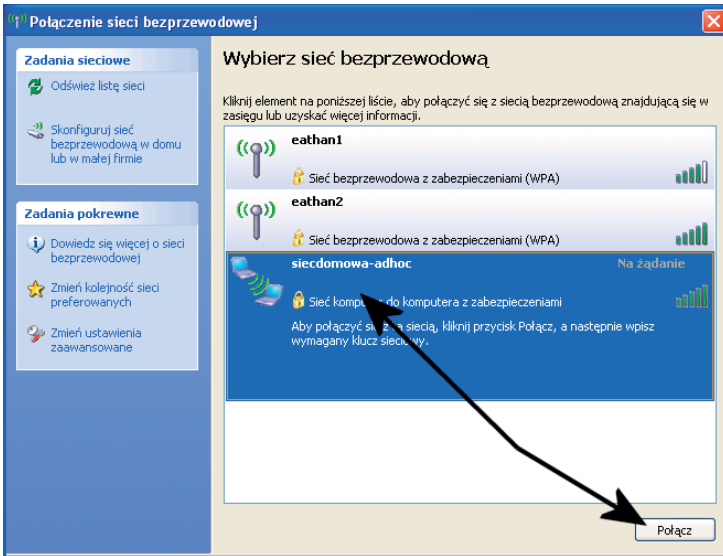 Połączenie sieci bezprzewodowej
Zadania sieciowe
Odśwież listę sieci
Skonfiguruj sieć
bezprzewodową w domu
lub w małej firmie
Zadania pokrewne
Dowiedz się więcej o sieci
bezprzewodowej
Zmień kolejność sieci
preferowanych
Zmień ustawienia
zaawansowane
Wybierz sieć bezprzewodową
Kliknij element na poniższej liście, aby połączyć się z siecią bezprzewodową znajdującą się w
zasięgu lub uzyskać więcej informacji.
eathan1
Sieć bezprzewodowa z zabezpieczeniami (WPA)
eathan2
Sieć bezprzewodowa z zabezpieczeniami (WPA)
siecdomowa-adhoc Na żądanie
Sieć do komputera z zabezpieczeniami
Aby połączyć się z siecią, kliknij przycisk Połącz, a następnie wpisz
wymagany klucz sieciowy.
Połącz